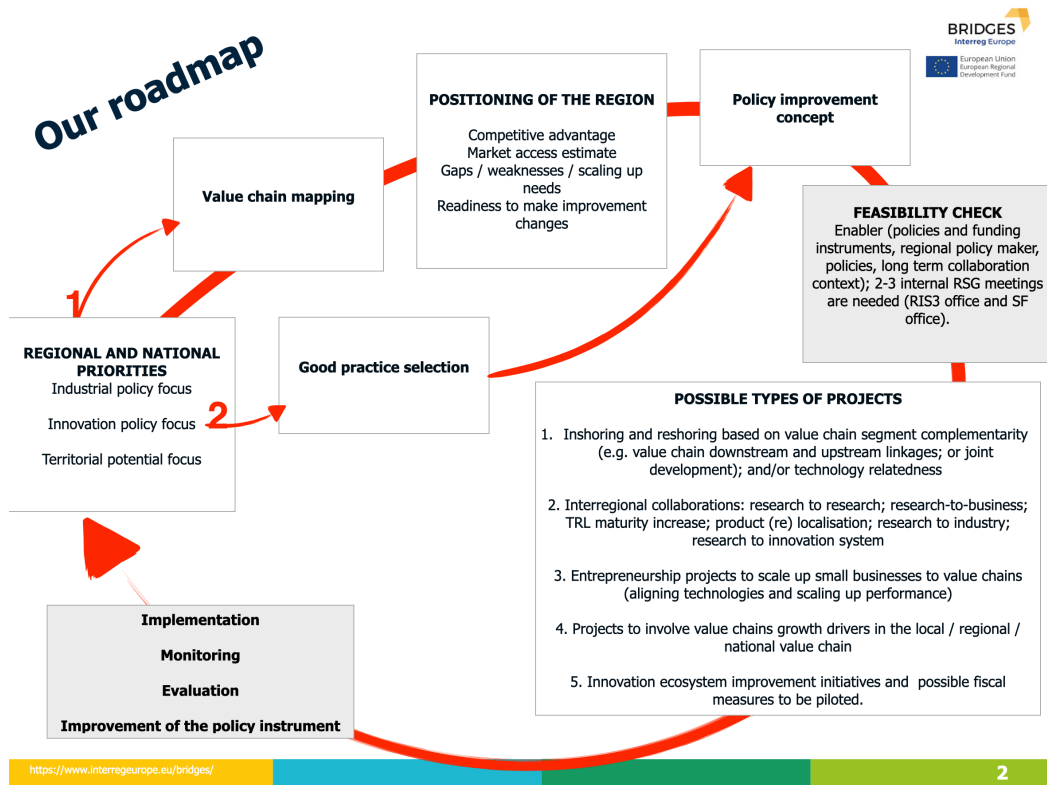 Our roadmap
BRIDGES
Interreg Europe
European Union
European Regional
Development Fund
POSITIONING OF THE REGION
Competitive advantage
Market access estimate
Gaps / weaknesses / scaling up
needs
Readiness to make improvement
changes
Policy improvement
concept
Value chain mapping
FEASIBILITY CHECK
Enabler (policies and funding
instruments, regional policy maker,
policies, long term collaboration
context); 2-3 internal RSG meetings
are needed (RIS3 office and SF
office).
1
REGIONAL AND NATIONAL
PRIORITIES
Industrial policy focus
Innovation policy focus
Territorial potential focus
2
Good practice selection
POSSIBLE TYPES OF PROJECTS
1. Inshoring and reshoring based on value chain segment complementarity
(e.g. value chain downstream and upstream linkages; or joint
development); and/or technology relatedness
2. Interregional collaborations: research to research; research-to-business;
TRL maturity increase; product (re) localisation; research to industry;
research to innovation system
3. Entrepreneurship projects to scale up small businesses to value chains
(aligning technologies and scaling up performance)
4. Projects to involve value chains growth drivers in the local / regional /
national value chain
5. Innovation ecosystem improvement initiatives and possible fiscal
measures to be piloted.
Implementation
Monitoring
Evaluation
Improvement of the policy instrument
https://www.interregeurope.eu/bridges/
2